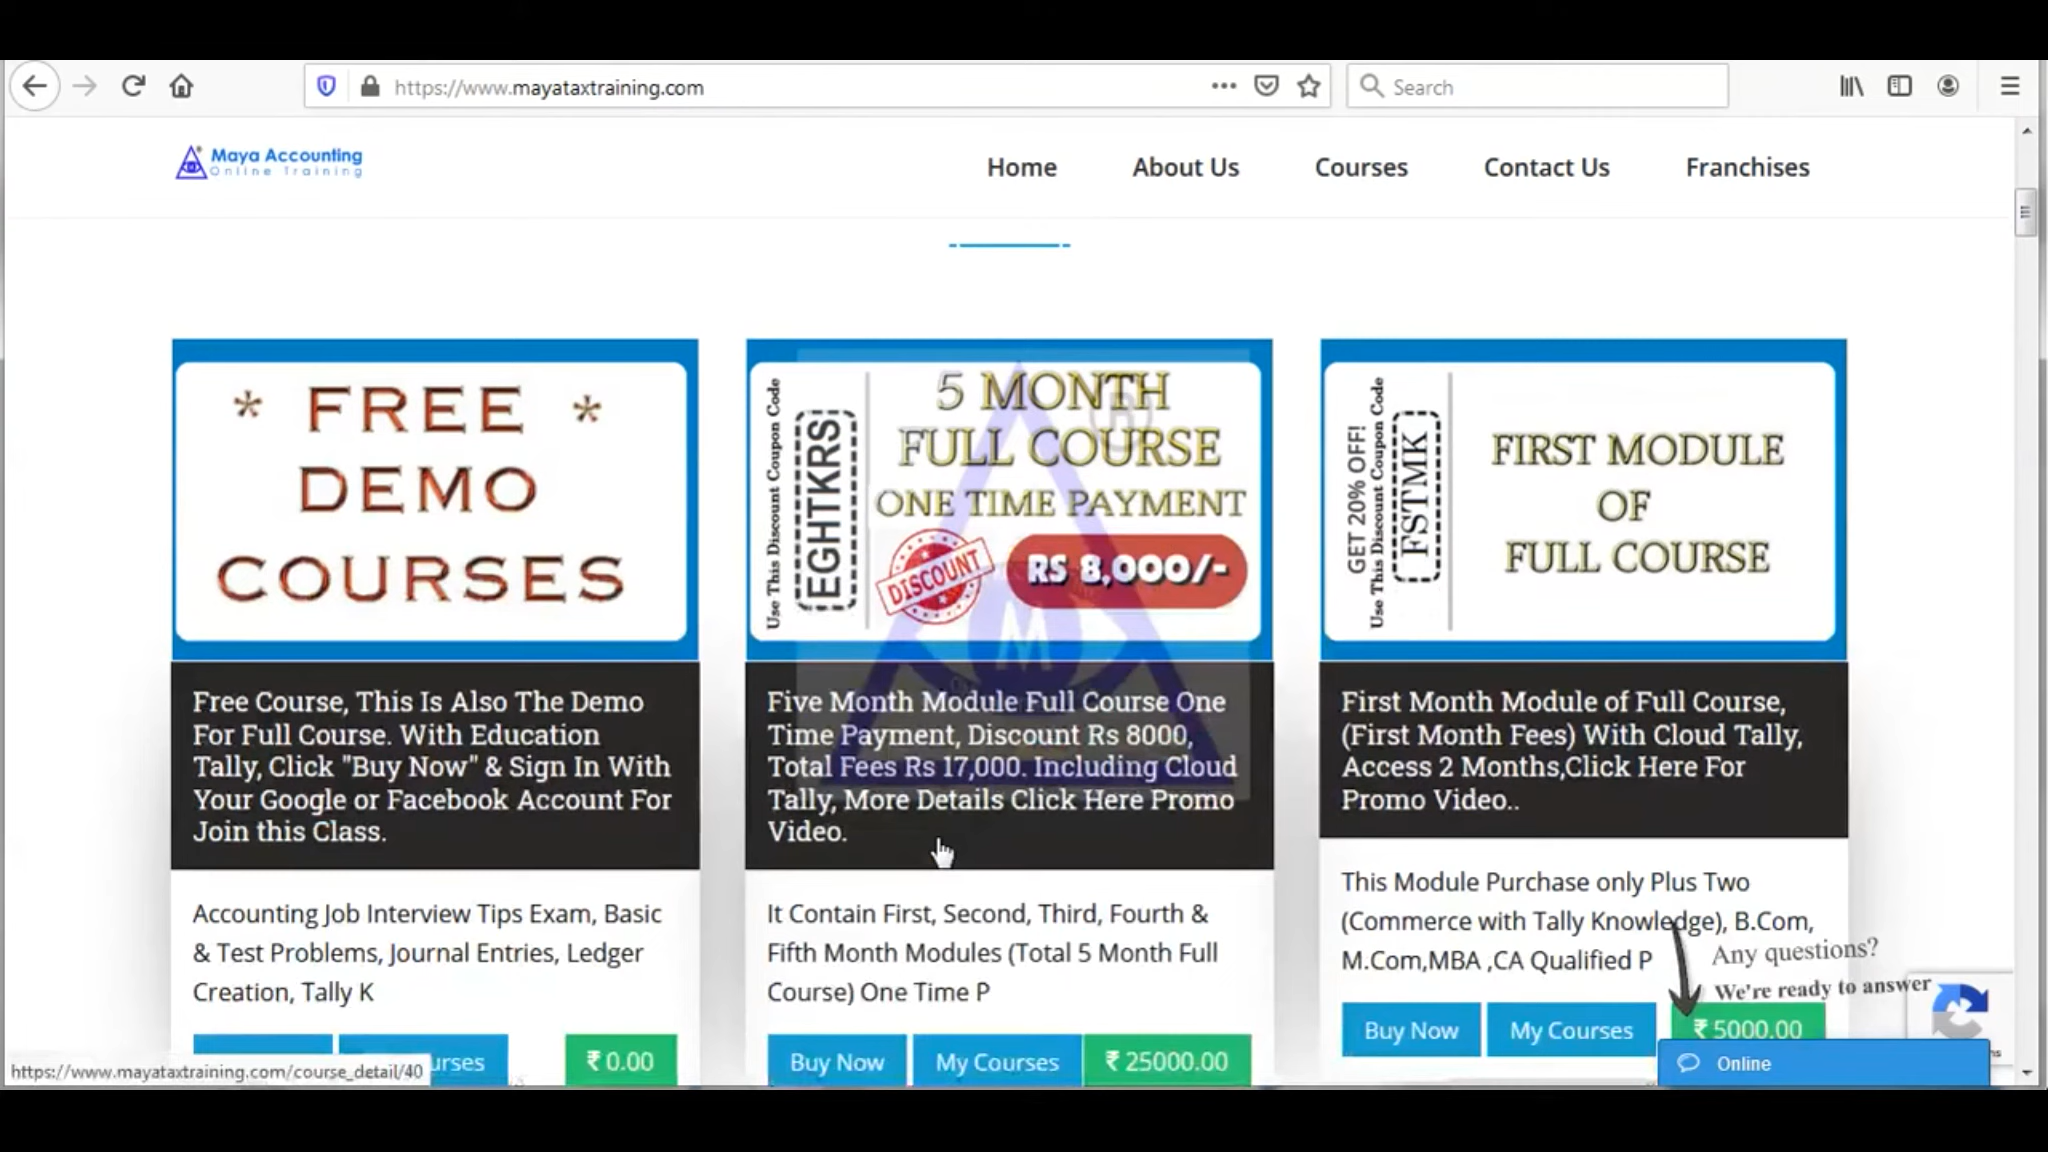 https://www.mayataxtraining.com
Search
Maya Accounting
Online Training
Home
About Us
Courses
Contact Us
Franchises
* FREE *
DEMO
COURSES
Use This Discount Coupon Code
EGHTKRS
5 MONTH
FULL COURSE
ONE TIME PAYMENT
DISCOUNT
RS 8,000/-
GET 20% OFF!
Use This Discount Coupon Code
FSTMK
FIRST MODULE
OF
FULL COURSE
M
Free Course, This Is Also The Demo
For Full Course. With Education
Tally, Click "Buy Now" & Sign In With
Your Google or Facebook Account For
Join this Class.
Five Month Module Full Course One
Time Payment, Discount Rs 8000,
Total Fees Rs 17,000. Including Cloud
Tally, More Details Click Here Promo
Video.
First Month Module of Full Course,
(First Month Fees) With Cloud Tally,
Access 2 Months,Click Here For
Promo Video..
Accounting Job Interview Tips Exam, Basic
& Test Problems, Journal Entries, Ledger
Creation, Tally K
It Contain First, Second, Third, Fourth &
Fifth Month Modules (Total 5 Month Full
Course) One Time P
This Module Purchase only Plus Two
(Commerce with Tally Knowledge), B.Com,
M.Com,MBA ,CA Qualified P
Any questions?
We're ready to answer
Buy Now
My Courses
₹ 5000.00
urses
₹ 0.00
Buy Now
My Courses
₹ 25000.00
Online
https://www.mayataxtraining.com/course_detail/40